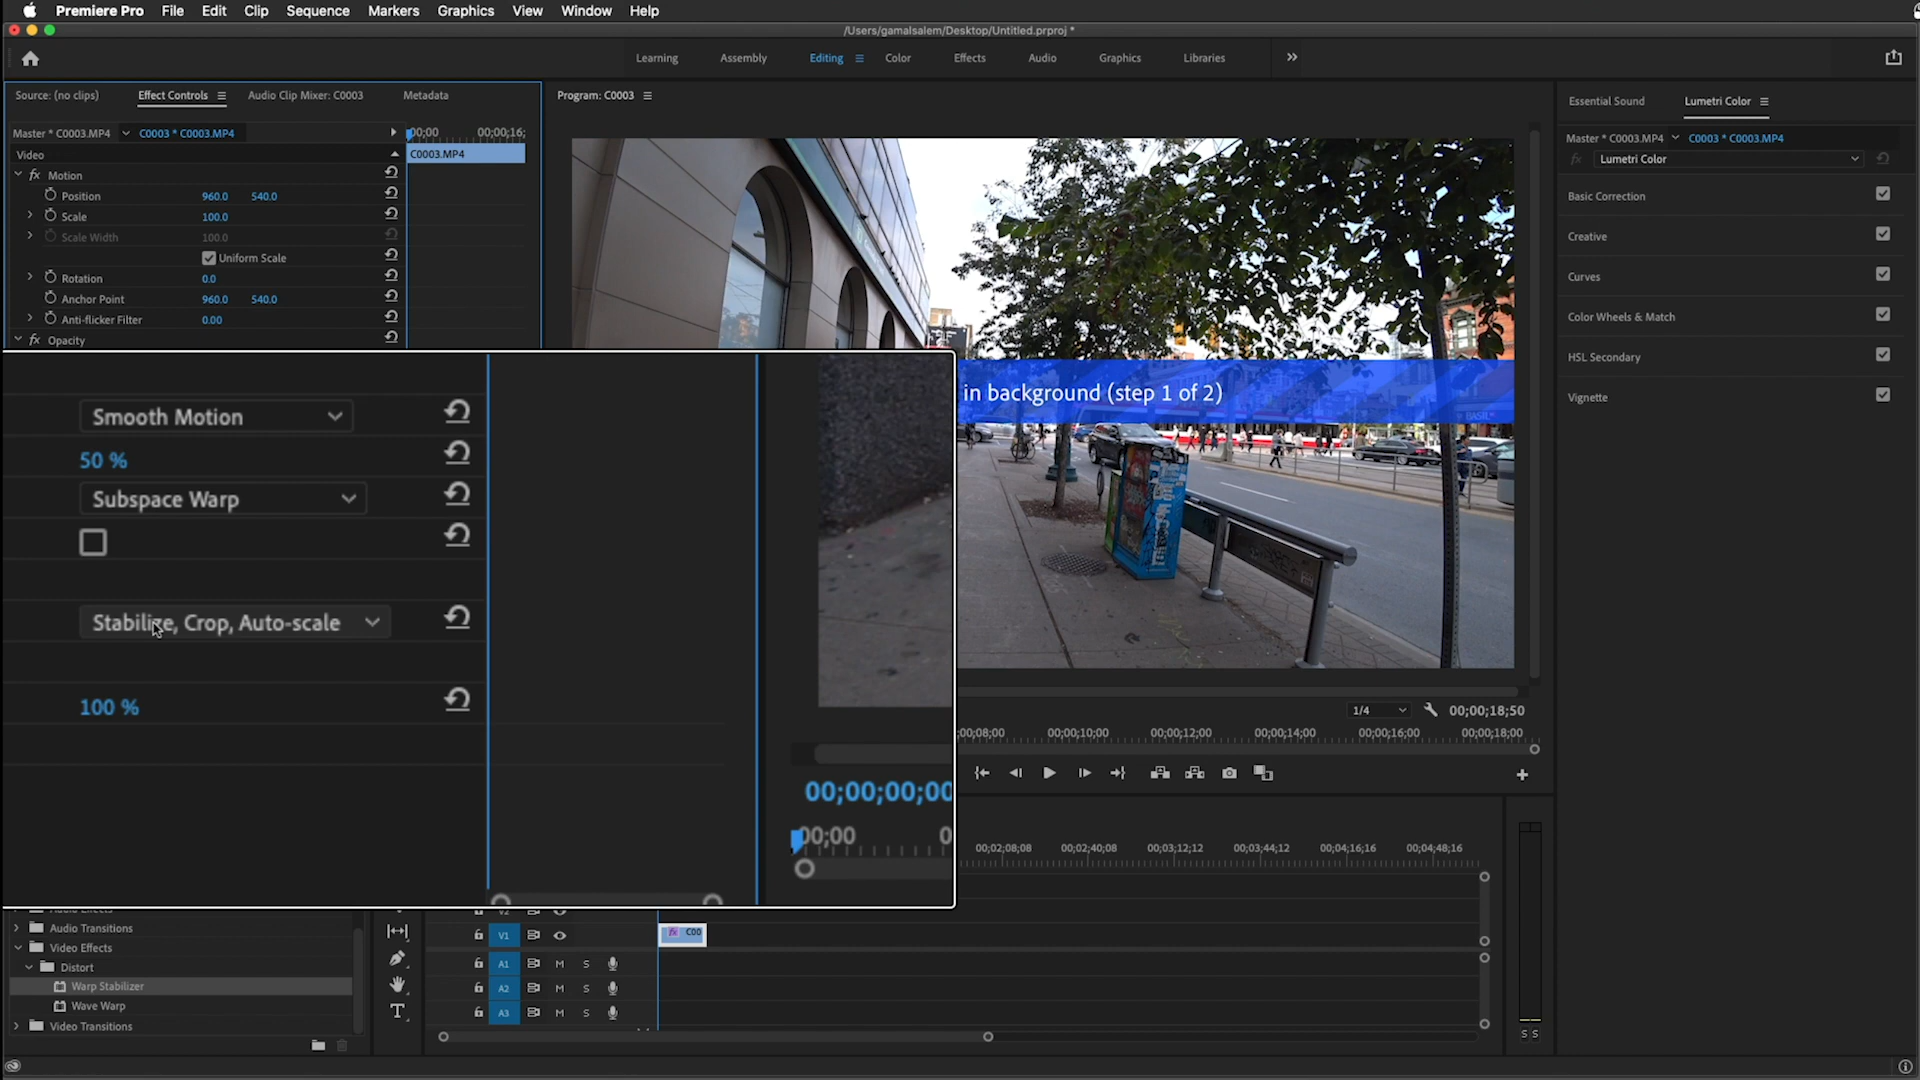 Premiere Pro File Edit Clip Sequence Markers Graphics View Window Help
/Users/gamalsalem/Desktop/Untitled.prproj *
Learning Assembly Editing Color Effects Audio Graphics Libraries
Source: (no clips) Effect Controls Audio Clip Mixer: C0003 Metadata
Master * C0003.MP4 C0003 * C0003.MP4
00;00 00;00;16;
Video
C0003.MP4
fx Motion
Position 960.0 540.0
Scale 100.0
Scale Width 100.0
Uniform Scale
Rotation 0.0
Anchor Point 960.0 540.0
Anti-flicker Filter 0.00
fx Opacity
Smooth Motion
50 %
Subspace Warp
Stabilize, Crop, Auto-scale
100 %
00;00;00;00
00;00
Program: C0003
in background (step 1 of 2)
1/4 00;00;18;50
00;00;10;00 00;00;12;00 00;00;14;00 00;00;16;00 00;00;18;00
Essential Sound Lumetri Color
Master * C0003.MP4 C0003 * C0003.MP4
fx Lumetri Color
Basic Correction
Creative
Curves
Color Wheels & Match
HSL Secondary
Vignette
Audio Transitions
Video Effects
Distort
Warp Stabilizer
Wave Warp
Video Transitions
T
00;02;08;08 00;02;40;08 00;03;12;12 00;03;44;12 00;04;16;16 00;04;48;16
V2
V1 fx C00
A1 M S
A2 M S
A3 M S
S S